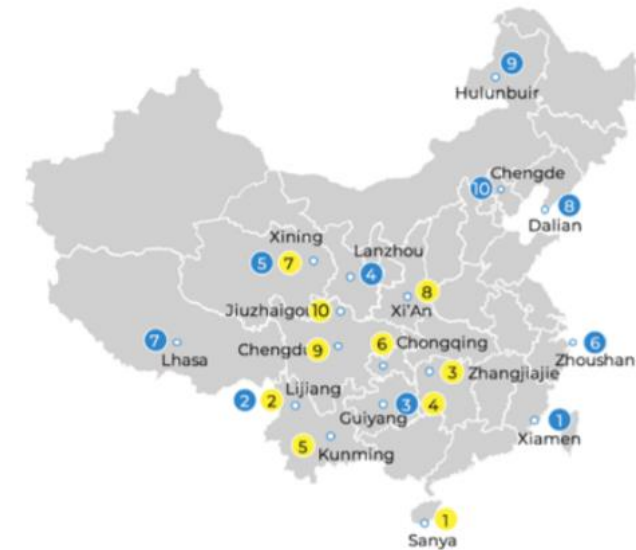 9
Hulunbuir
10 Chengde
8
Dalian
Xining
5 7
Lanzhou
4
8
Xi'An
Jiuzhaigou 10
7
Lhasa
Chengdu 9
6 Chongqing
6
Zhoushan
3 Zhangjiajie
Lijiang
2 2
Guiyang 3 4
5
Kunming
1
Xiamen
1
Sanya